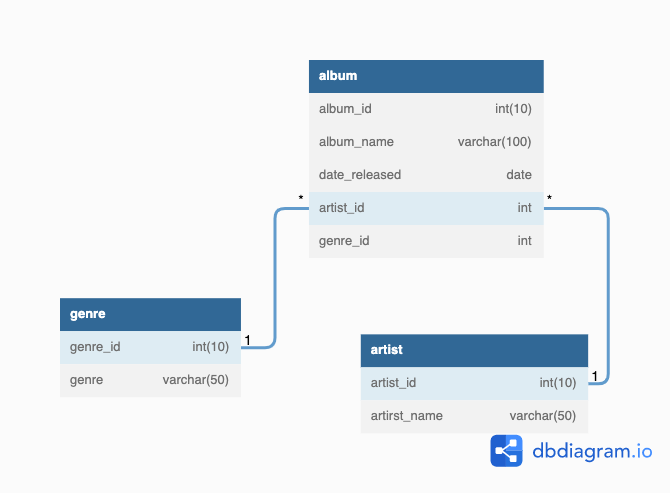 album
album_id int(10)
album_name varchar(100)
date_released date
* artist_id int *
genre_id int
genre
genre_id int(10) 1
genre varchar(50)
artist
artist_id int(10) 1
artirst_name varchar(50)
dbdiagram.io